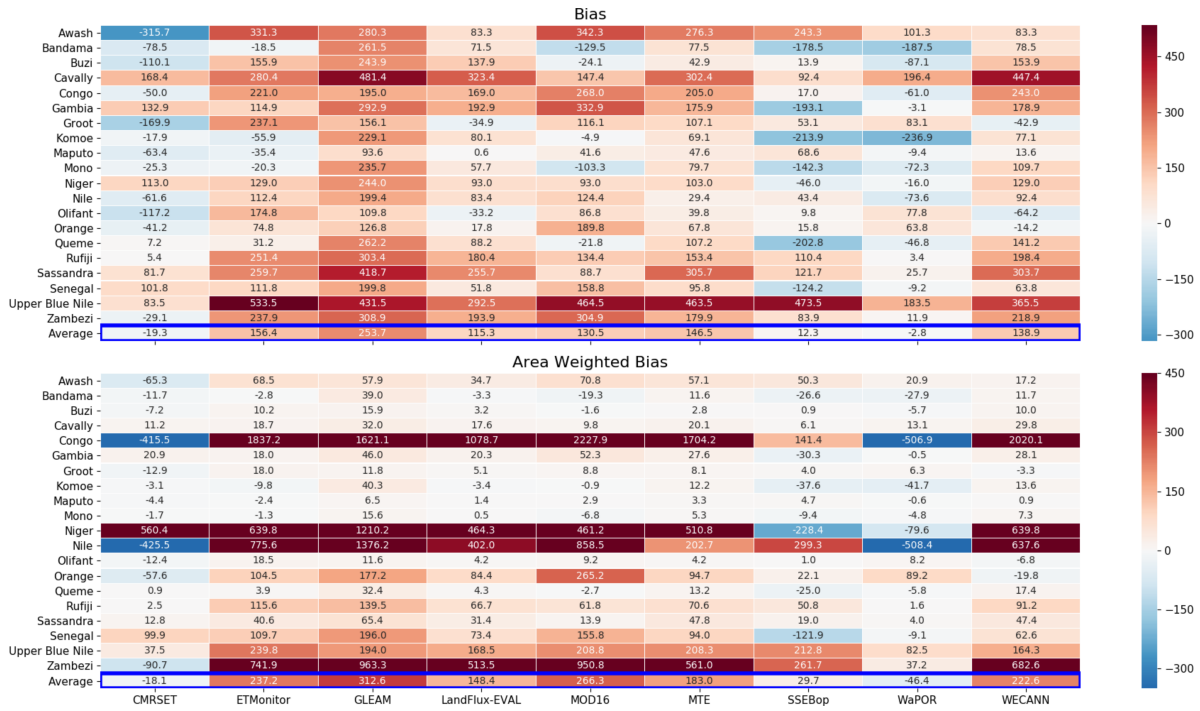 Bias
Awash -315.7 331.3 280.3 83.3 342.3 276.3 243.3 101.3 83.3
Bandama -78.5 -18.5 261.5 71.5 -129.5 77.5 -178.5 -187.5 78.5
Buzi -110.1 155.9 243.9 137.9 -24.1 42.9 13.9 -87.1 153.9
Cavally 168.4 280.4 481.4 323.4 147.4 302.4 92.4 196.4 447.4
Congo -50.0 221.0 195.0 169.0 268.0 205.0 17.0 -61.0 243.0
Gambia 132.9 114.9 292.9 192.9 332.9 175.9 -193.1 -3.1 178.9
Groot -169.9 237.1 156.1 -34.9 116.1 107.1 53.1 83.1 -42.9
Komoe -17.9 -55.9 229.1 80.1 -4.9 69.1 -213.9 -236.9 77.1
Maputo -63.4 -35.4 93.6 0.6 41.6 47.6 68.6 -9.4 13.6
Mono -25.3 -20.3 235.7 57.7 -103.3 79.7 -142.3 -72.3 109.7
Niger 113.0 129.0 244.0 93.0 93.0 103.0 -46.0 -16.0 129.0
Nile -61.6 112.4 199.4 83.4 124.4 29.4 43.4 -73.6 92.4
Olifant -117.2 174.8 109.8 -33.2 86.8 39.8 9.8 77.8 -64.2
Orange -41.2 74.8 126.8 17.8 189.8 67.8 15.8 63.8 -14.2
Queme 7.2 31.2 262.2 88.2 -21.8 107.2 -202.8 -46.8 141.2
Rufiji 5.4 251.4 303.4 180.4 134.4 153.4 110.4 3.4 198.4
Sassandra 81.7 259.7 418.7 255.7 88.7 305.7 121.7 25.7 303.7
Senegal 101.8 111.8 199.8 51.8 158.8 95.8 -124.2 -9.2 63.8
Upper Blue Nile 83.5 533.5 431.5 292.5 464.5 463.5 473.5 183.5 365.5
Zambezi -29.1 237.9 308.9 193.9 304.9 179.9 83.9 11.9 218.9
Average -19.3 156.4 253.7 115.3 130.5 146.5 12.3 -2.8 138.9
450
300
150
0
−150
−300
Area Weighted Bias
Awash -65.3 68.5 57.9 34.7 70.8 57.1 50.3 20.9 17.2
Bandama -11.7 -2.8 39.0 -3.3 -19.3 11.6 -26.6 -27.9 11.7
Buzi -7.2 10.2 15.9 3.2 -1.6 2.8 0.9 -5.7 10.0
Cavally 11.2 18.7 32.0 17.6 9.8 20.1 6.1 13.1 29.8
Congo -415.5 1837.2 1621.1 1078.7 2227.9 1704.2 141.4 -506.9 2020.1
Gambia 20.9 18.0 46.0 20.3 52.3 27.6 -30.3 -0.5 28.1
Groot -12.9 18.0 11.8 5.1 8.8 8.1 4.0 6.3 -3.3
Komoe -3.1 -9.8 40.3 -3.4 -0.9 12.2 -37.6 -41.7 13.6
Maputo -4.4 -2.4 6.5 1.4 2.9 3.3 4.7 -0.6 0.9
Mono -1.7 -1.3 15.6 0.5 -6.8 5.3 -9.4 -4.8 7.3
Niger 560.4 639.8 1210.2 464.3 461.2 510.8 -228.4 -79.6 639.8
Nile -425.5 775.6 1376.2 402.0 858.5 202.7 299.3 -508.4 637.6
Olifant -12.4 18.5 11.6 4.2 9.2 4.2 1.0 8.2 -6.8
Orange -57.6 104.5 177.2 84.4 265.2 94.7 22.1 89.2 -19.8
Queme 0.9 3.9 32.4 4.3 -2.7 13.2 -25.0 -5.8 17.4
Rufiji 2.5 115.6 139.5 66.7 61.8 70.6 50.8 1.6 91.2
Sassandra 12.8 40.6 65.4 31.4 13.9 47.8 19.0 4.0 47.4
Senegal 99.9 109.7 196.0 73.4 155.8 94.0 -121.9 -9.1 62.6
Upper Blue Nile 37.5 239.8 194.0 168.5 208.8 208.3 212.8 82.5 164.3
Zambezi -90.7 741.9 963.3 513.5 950.8 561.0 261.7 37.2 682.6
Average -18.1 237.2 312.6 148.4 266.3 183.0 29.7 -46.4 222.6
CMRSET ETMonitor GLEAM LandFlux-EVAL MOD16 MTE SSEBop WaPOR WECANN
450
300
150
0
−150
−300